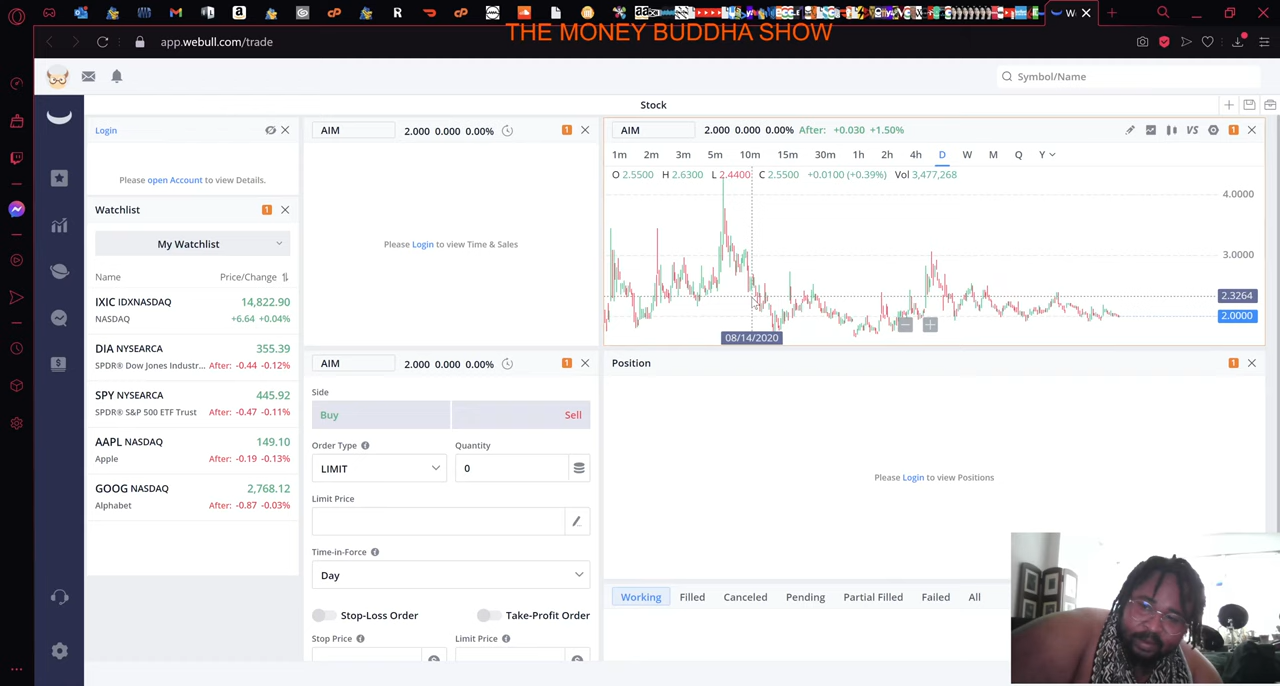 THE MONEY BUDDHA SHOW
app.webull.com/trade
Symbol/Name
Stock
Login
Please open Account to view Details.
Watchlist 1
My Watchlist
Name Price/Change
IXIC IDXNASDAQ 14,822.90
NASDAQ +6.64 +0.04%
DIA NYSEARCA 355.39
SPDR® Dow Jones Industr... After: -0.44 -0.12%
SPY NYSEARCA 445.92
SPDR® S&P 500 ETF Trust After: -0.47 -0.11%
AAPL NASDAQ 149.10
Apple After: -0.19 -0.13%
GOOG NASDAQ 2,768.12
Alphabet After: -0.87 -0.03%
AIM 2.000 0.000 0.00% 1
Please Login to view Time & Sales
AIM 2.000 0.000 0.00% After: +0.030 +1.50% VS 1
1m 2m 3m 5m 10m 15m 30m 1h 2h 4h D W M Q Y
O 2.5500 H 2.6300 L 2.4400 C 2.5500 +0.0100 (+0.39%) Vol 3,477,268
4.0000
3.0000
2.3264
2.0000
08/14/2020
AIM 2.000 0.000 0.00% 1
Side
Buy Sell
Order Type Quantity
LIMIT 0
Limit Price
Time-in-Force
Day
Stop-Loss Order Take-Profit Order
Stop Price Limit Price
Position 1
Please Login to view Positions
Working Filled Canceled Pending Partial Filled Failed All